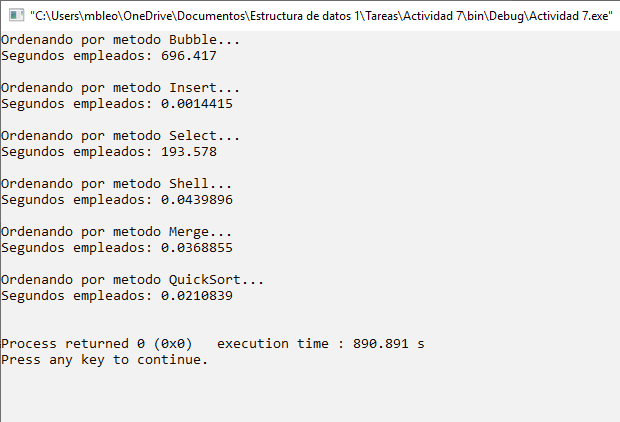 "C:\Users\mbleo\OneDrive\Documentos\Estructura de datos 1\Tareas\Actividad 7\bin\Debug\Actividad 7.exe"
Ordenando por metodo Bubble...
Segundos empleados: 696.417
Ordenando por metodo Insert...
Segundos empleados: 0.0014415
Ordenando por metodo Select...
Segundos empleados: 193.578
Ordenando por metodo Shell...
Segundos empleados: 0.0439896
Ordenando por metodo Merge...
Segundos empleados: 0.0368855
Ordenando por metodo QuickSort...
Segundos empleados: 0.0210839
Process returned 0 (0x0)   execution time : 890.891 s
Press any key to continue.